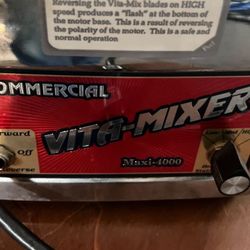 Reversing the Vita-Mix blades on HIGH
speed produces a "flash" at the bottom
of the motor base. This is a result of reversing
the polarity of the motor. This is a safe and
normal operation
COMMERCIAL
VITA-MIXER
Maxi-4000
Forward
Off
Reverse